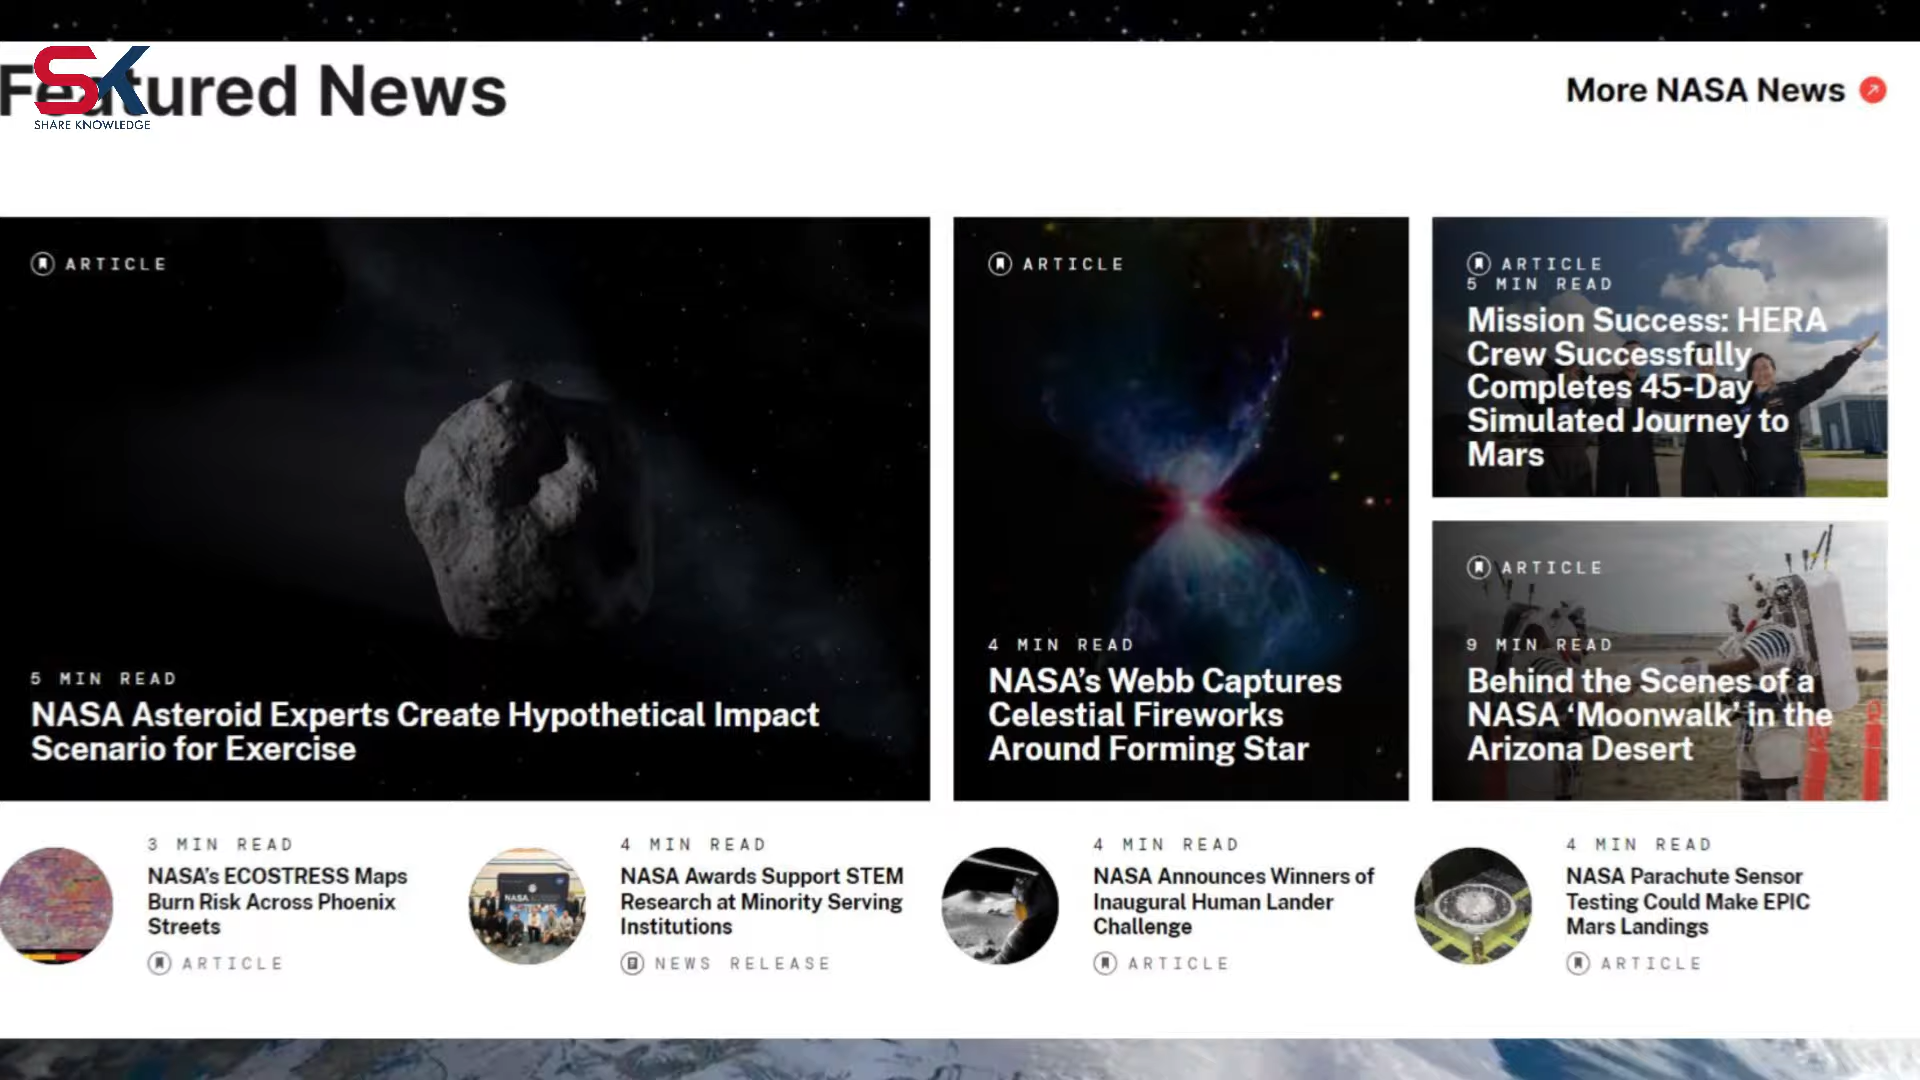 Featured News
SK
SHARE KNOWLEDGE
More NASA News
ARTICLE
5 MIN READ
NASA Asteroid Experts Create Hypothetical Impact
Scenario for Exercise
ARTICLE
4 MIN READ
NASA’s Webb Captures
Celestial Fireworks
Around Forming Star
ARTICLE
5 MIN READ
Mission Success: HERA
Crew Successfully
Completes 45-Day
Simulated Journey to
Mars
ARTICLE
9 MIN READ
Behind the Scenes of a
NASA ‘Moonwalk’ in the
Arizona Desert
3 MIN READ
NASA’s ECOSTRESS Maps
Burn Risk Across Phoenix
Streets
ARTICLE
NASA
4 MIN READ
NASA Awards Support STEM
Research at Minority Serving
Institutions
NEWS RELEASE
4 MIN READ
NASA Announces Winners of
Inaugural Human Lander
Challenge
ARTICLE
4 MIN READ
NASA Parachute Sensor
Testing Could Make EPIC
Mars Landings
ARTICLE